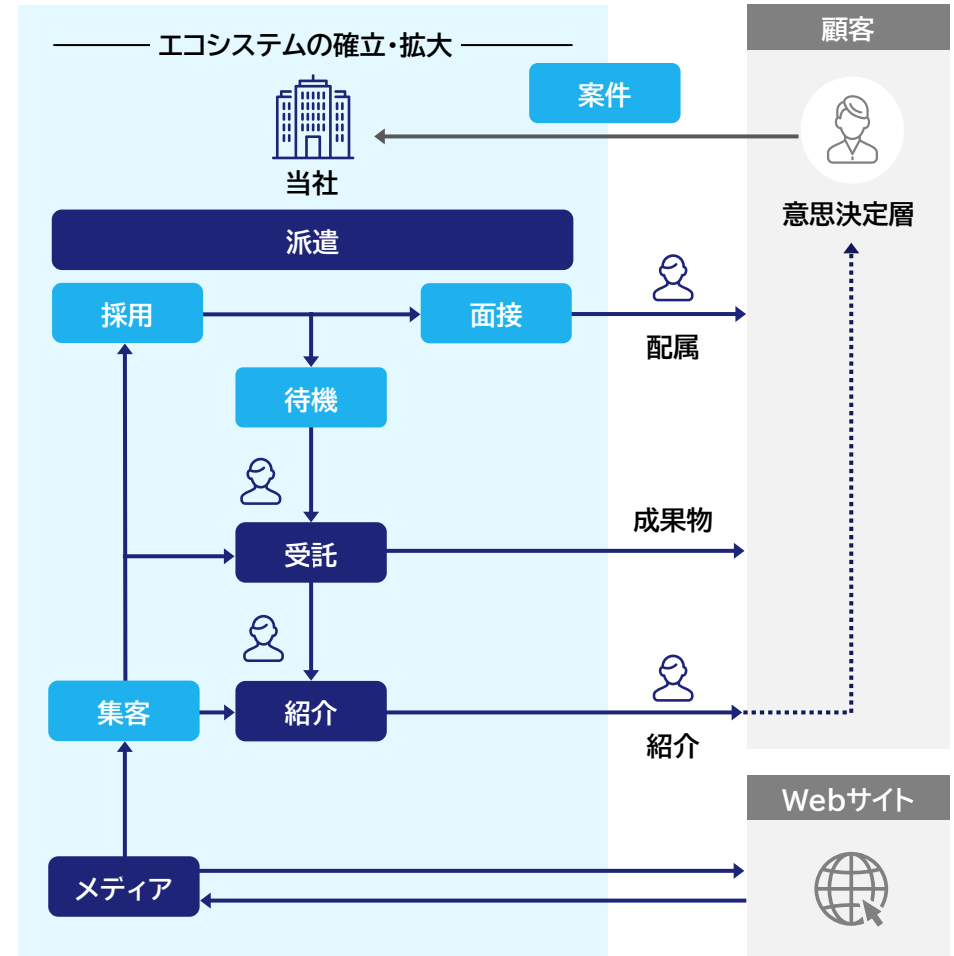 エコシステムの確立・拡大
顧客
案件
当社
意思決定層
派遣
採用
面接
配属
待機
成果物
受託
集客
紹介
紹介
Webサイト
メディア